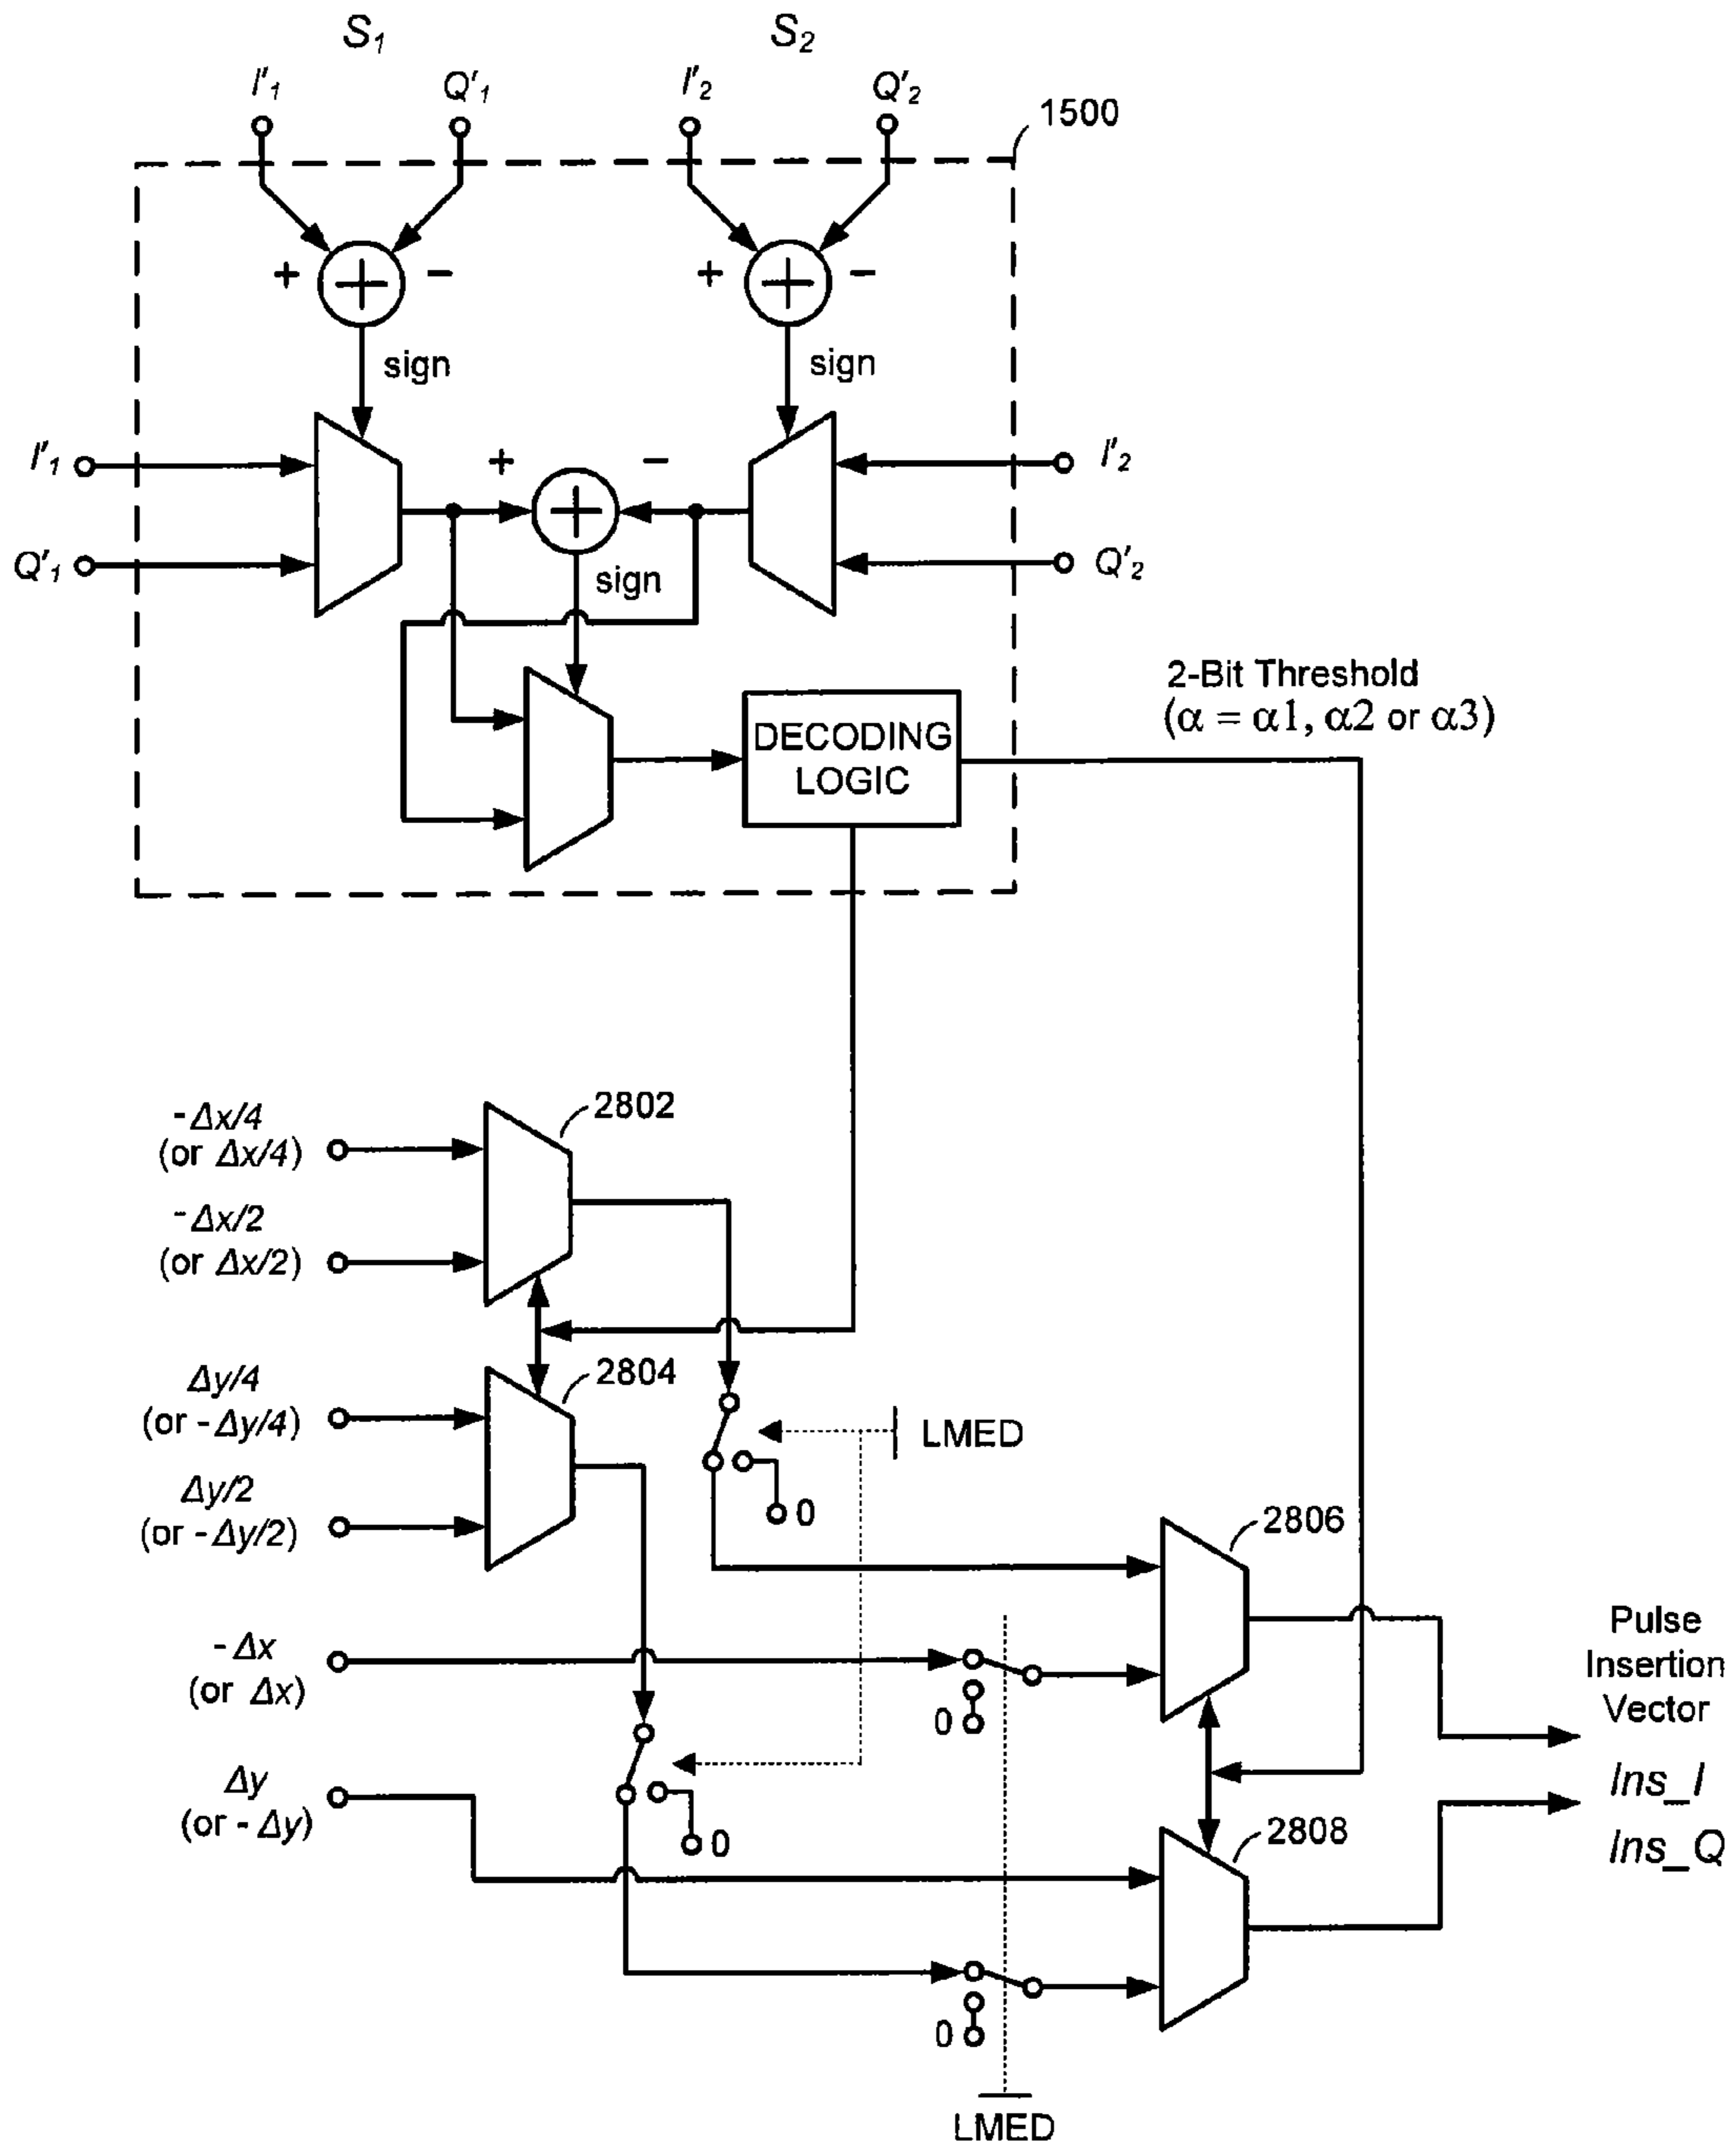 S1
S2
I'1
Q'1
I'2
Q'2
1500
+
−
+
−
sign
sign
I'1
+
−
I'2
Q'1
sign
Q'2
2-Bit Threshold
(α = α1, α2 or α3)
DECODING
LOGIC
-Δx/4
(or Δx/4)
2802
-Δx/2
(or Δx/2)
Δy/4
(or -Δy/4)
2804
LMED
Δy/2
(or -Δy/2)
0
2806
-Δx
(or Δx)
0
Pulse
Insertion
Vector
Δy
(or - Δy)
0
Ins_I
2808
Ins_Q
0
LMED